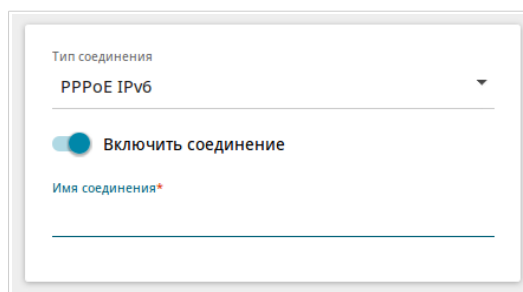 Тип соединения
PPPoE IPv6
Включить соединение
Имя соединения*